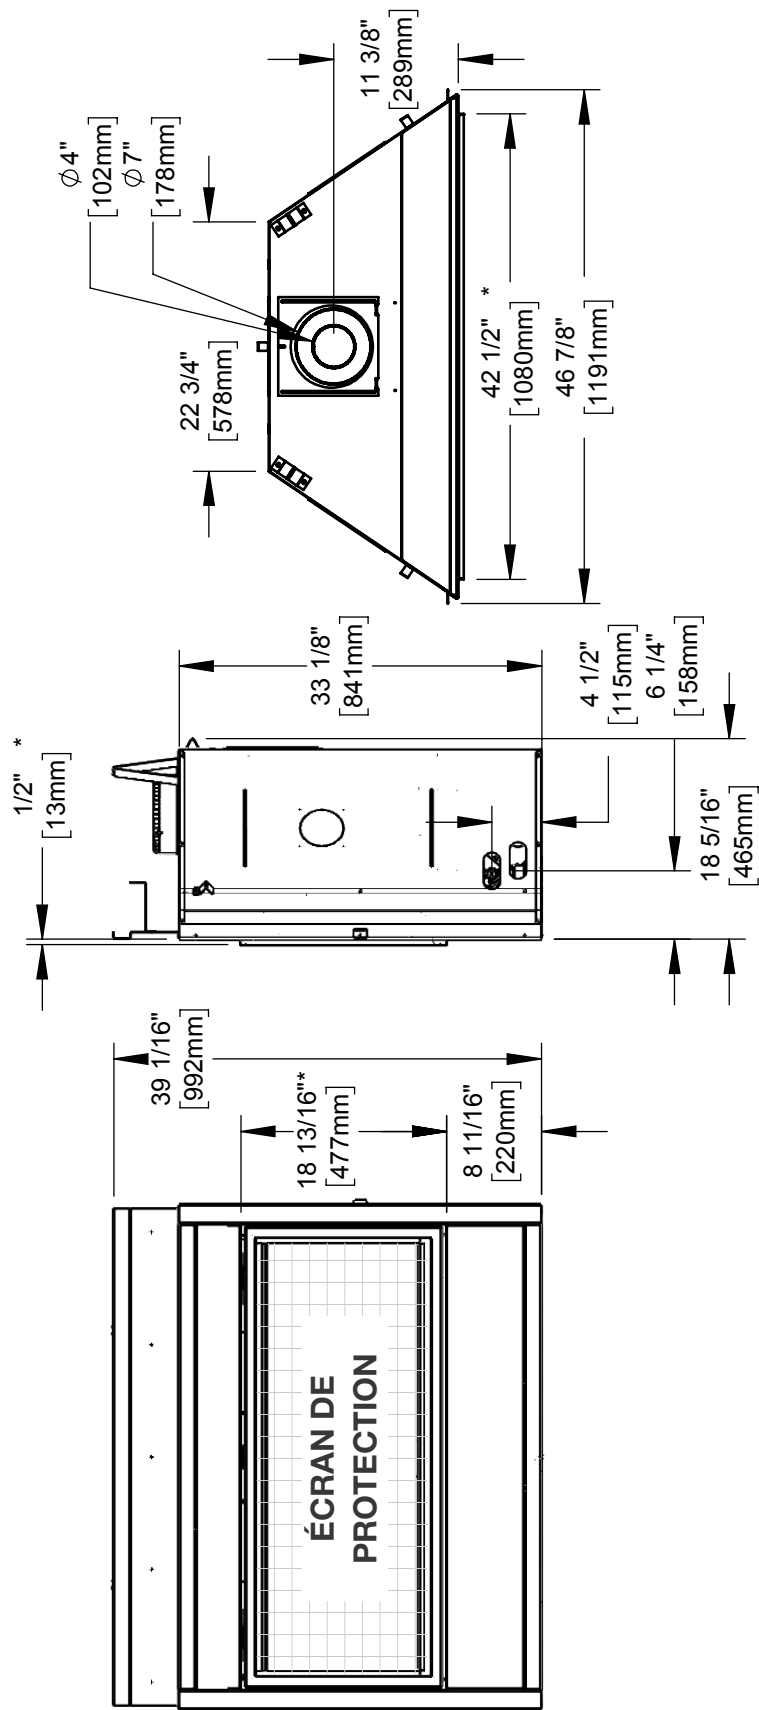 Ø 4"
[102mm]
Ø 7"
[178mm]
22 3/4"
[578mm]
11 3/8"
[289mm]
42 1/2" *
[1080mm]
46 7/8"
[1191mm]
1/2" *
[13mm]
33 1/8"
[841mm]
4 1/2"
[115mm]
6 1/4"
[158mm]
18 5/16"
[465mm]
39 1/16"
[992mm]
18 13/16"*
[477mm]
8 11/16"
[220mm]
ÉCRAN DE
PROTECTION